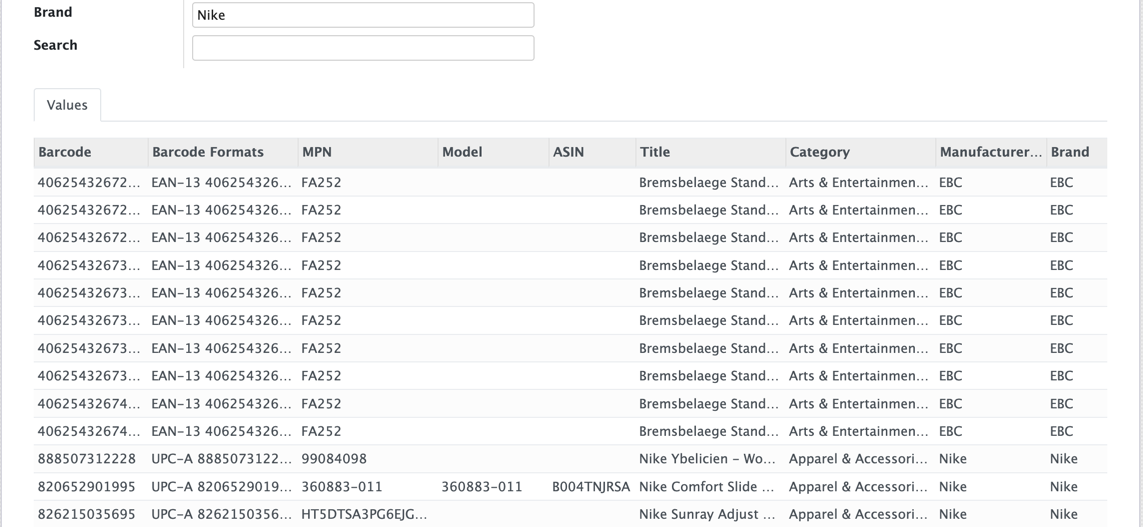 Brand Nike
Search
Values
Barcode Barcode Formats MPN Model ASIN Title Category Manufacturer... Brand
40625432672... EAN-13 406254326... FA252 Bremsbelaege Stand... Arts & Entertainmen... EBC EBC
40625432672... EAN-13 406254326... FA252 Bremsbelaege Stand... Arts & Entertainmen... EBC EBC
40625432672... EAN-13 406254326... FA252 Bremsbelaege Stand... Arts & Entertainmen... EBC EBC
40625432673... EAN-13 406254326... FA252 Bremsbelaege Stand... Arts & Entertainmen... EBC EBC
40625432673... EAN-13 406254326... FA252 Bremsbelaege Stand... Arts & Entertainmen... EBC EBC
40625432673... EAN-13 406254326... FA252 Bremsbelaege Stand... Arts & Entertainmen... EBC EBC
40625432673... EAN-13 406254326... FA252 Bremsbelaege Stand... Arts & Entertainmen... EBC EBC
40625432673... EAN-13 406254326... FA252 Bremsbelaege Stand... Arts & Entertainmen... EBC EBC
40625432674... EAN-13 406254326... FA252 Bremsbelaege Stand... Arts & Entertainmen... EBC EBC
40625432674... EAN-13 406254326... FA252 Bremsbelaege Stand... Arts & Entertainmen... EBC EBC
888507312228 UPC-A 8885073122... 99084098 Nike Ybelicien - Wo... Apparel & Accessori... Nike Nike
820652901995 UPC-A 8206529019... 360883-011 360883-011 B004TNJRSA Nike Comfort Slide ... Apparel & Accessori... Nike Nike
826215035695 UPC-A 8262150356... HT5DTSA3PG6EJG... Nike Sunray Adjust ... Apparel & Accessori... Nike Nike